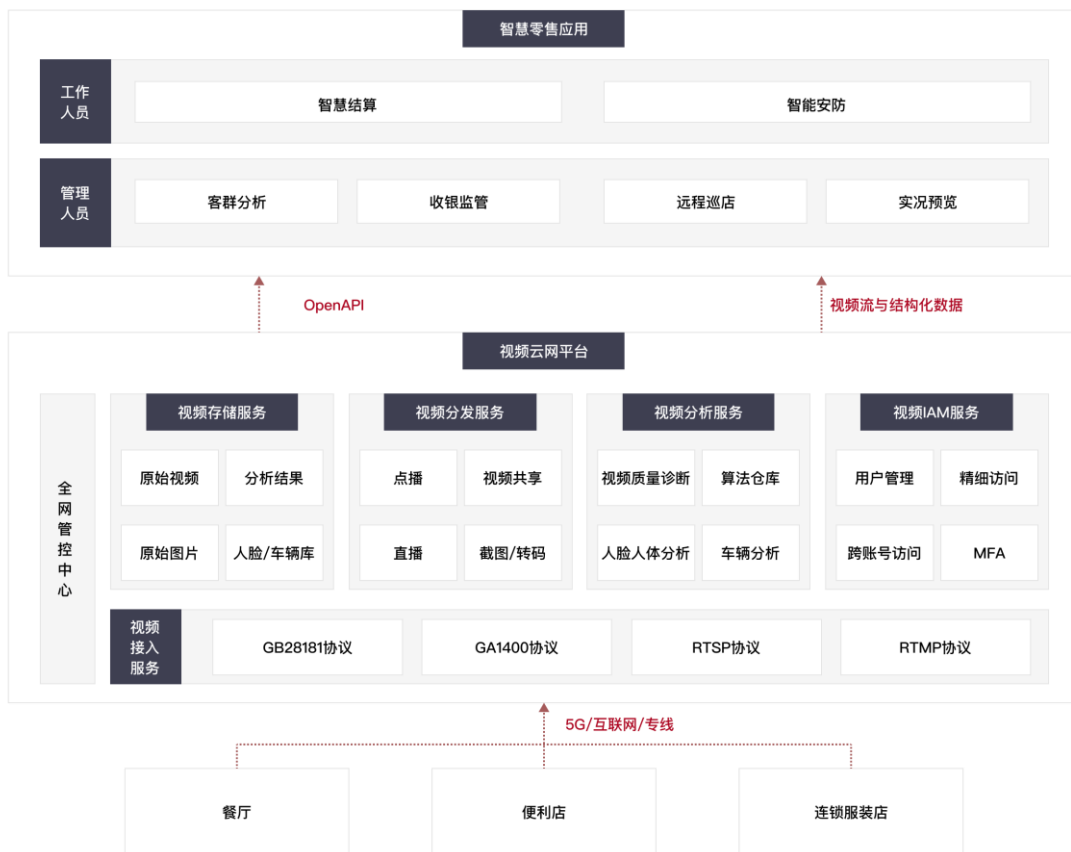 智慧零售应用
工作
人员
智慧结算
智能安防
管理
人员
客群分析
收银监管
远程巡店
实况预览
OpenAPI
视频流与结构化数据
视频云网平台
全
网
管
控
中
心
视频存储服务
原始视频
分析结果
原始图片
人脸/车辆库
视频分发服务
点播
视频共享
直播
截图/转码
视频分析服务
视频质量诊断
算法仓库
人脸人体分析
车辆分析
视频IAM服务
用户管理
精细访问
跨账号访问
MFA
视频
接入
服务
GB28181协议
GA1400协议
RTSP协议
RTMP协议
5G/互联网/专线
餐厅
便利店
连锁服装店